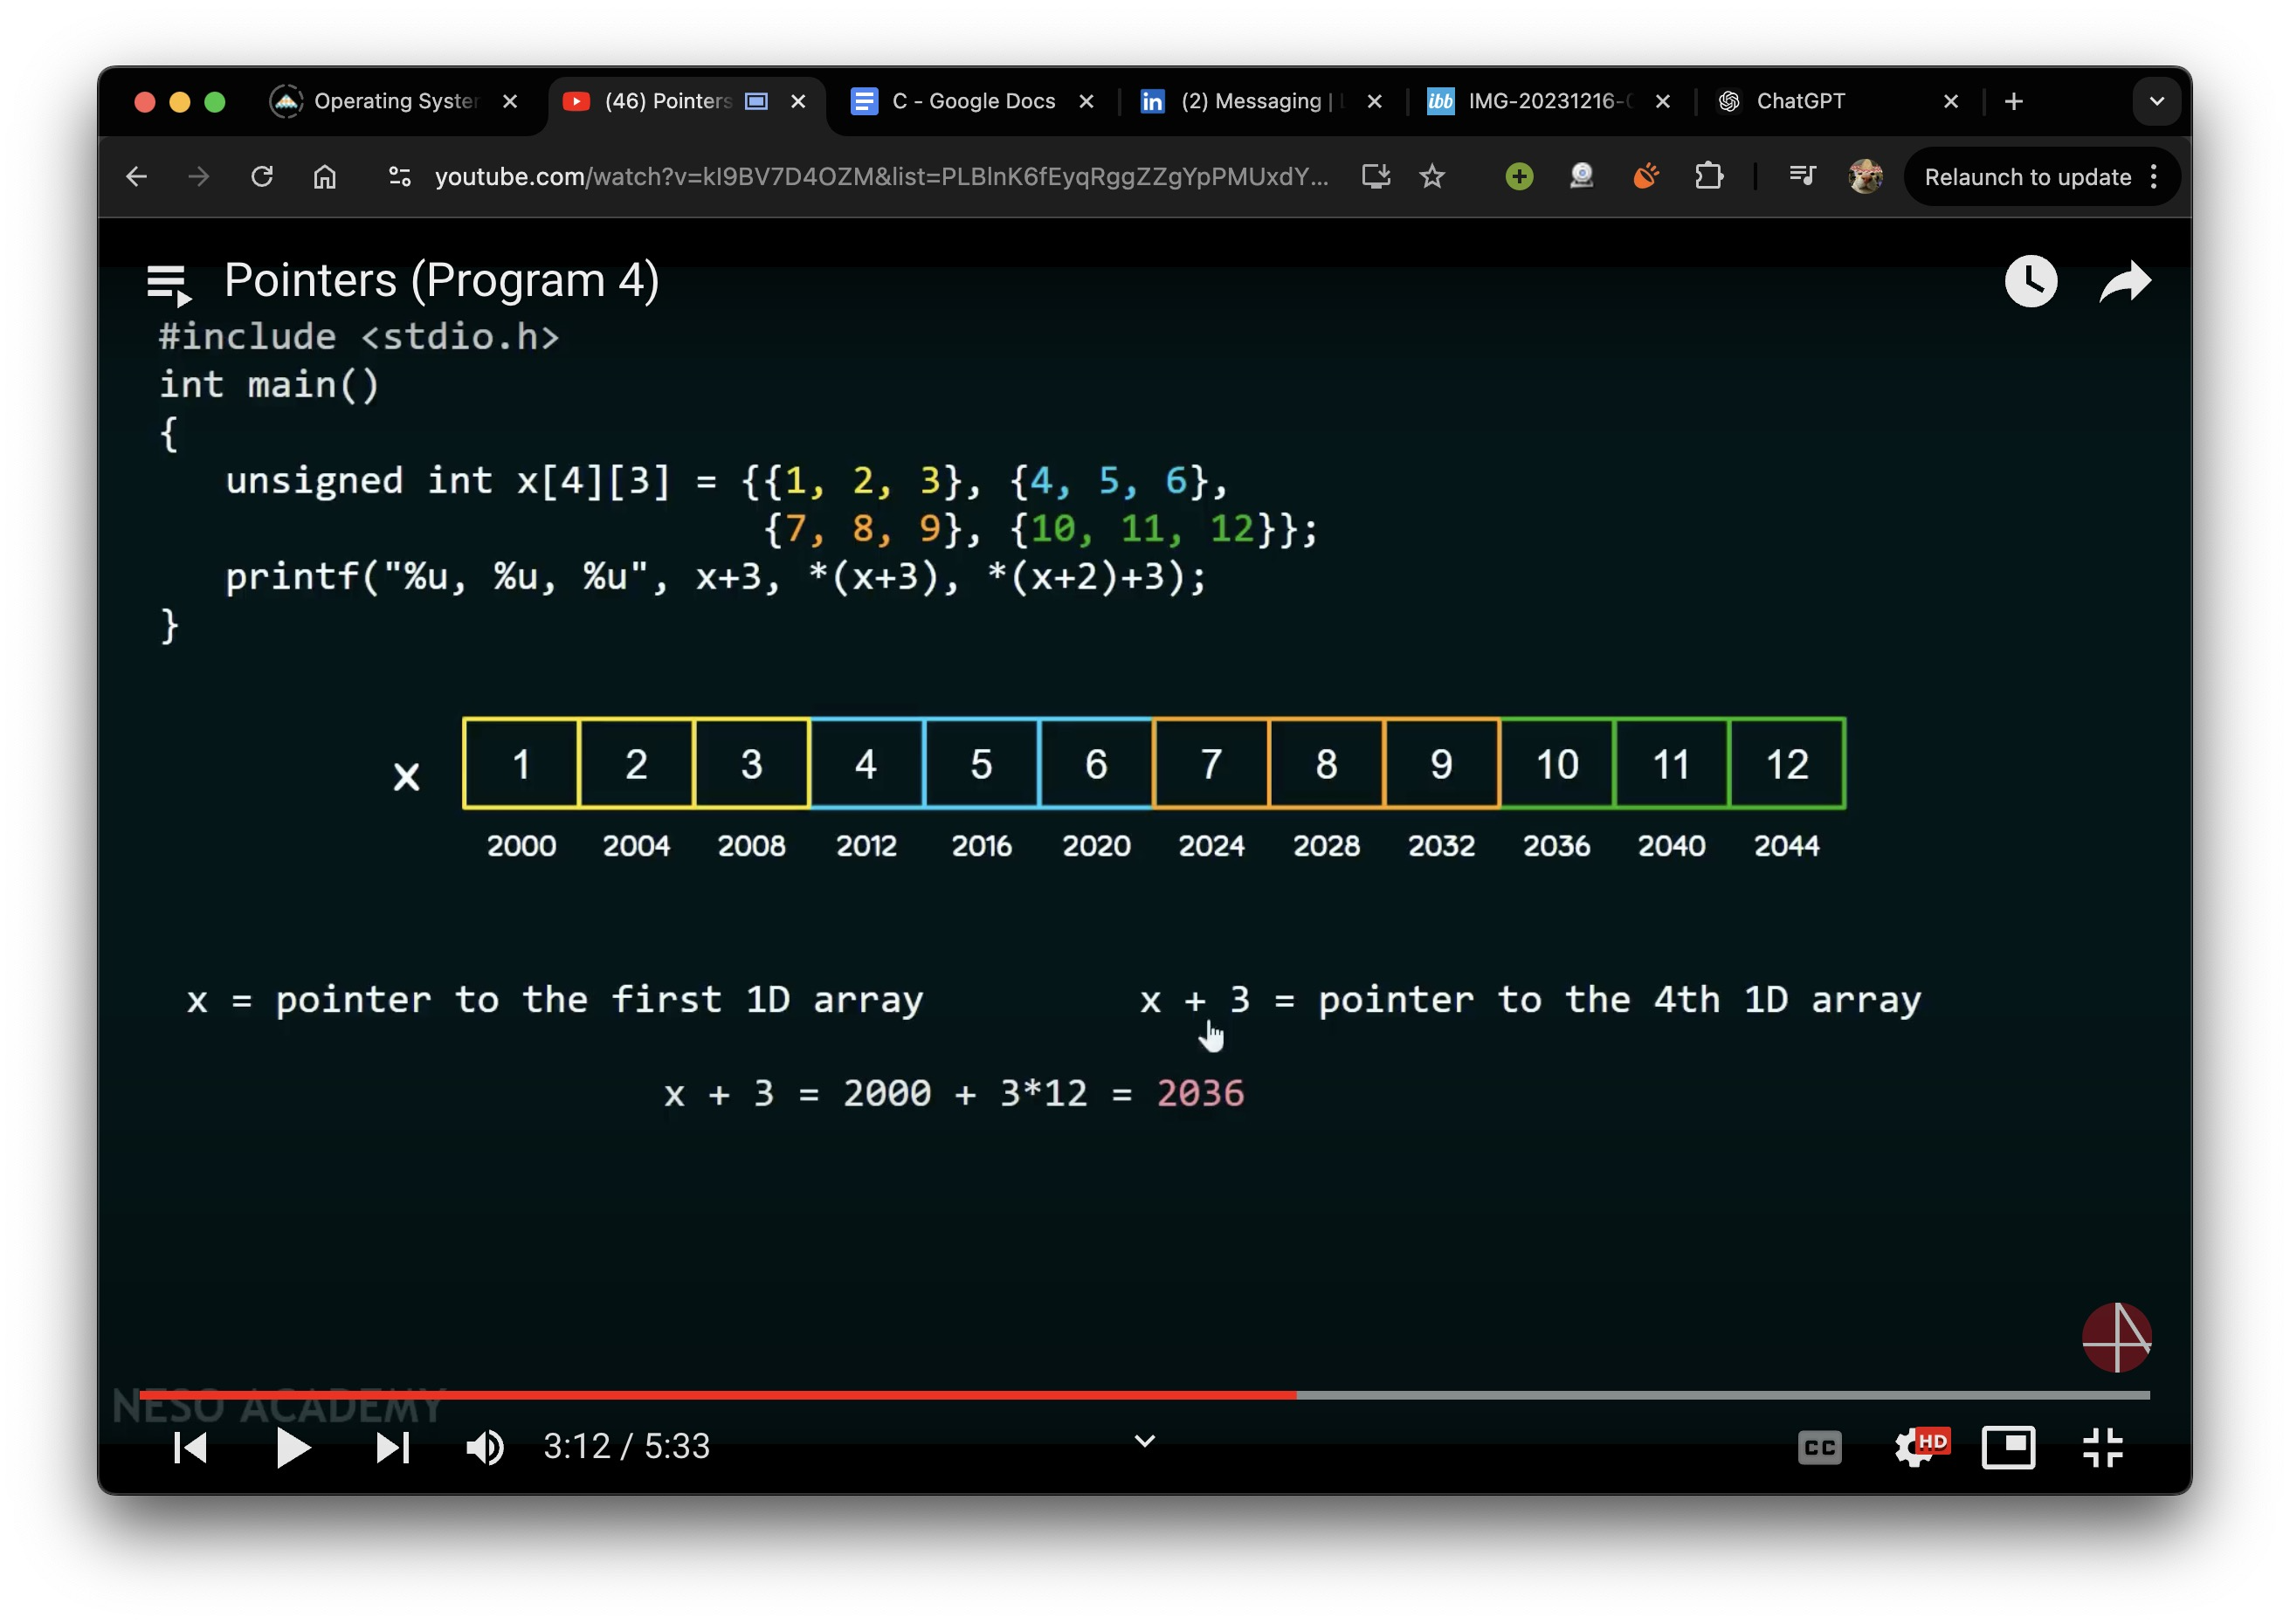 Operating Syster
(46) Pointers
C - Google Docs
(2) Messaging |
ibb IMG-20231216-
ChatGPT
youtube.com/watch?v=kI9BV7D4OZM&list=PLBlnK6fEyqRggZZgYpPMUxdY...
Relaunch to update
Pointers (Program 4)
#include <stdio.h>
int main()
{
unsigned int x[4][3] = {{1, 2, 3}, {4, 5, 6},
{7, 8, 9}, {10, 11, 12}};
printf("%u, %u, %u", x+3, *(x+3), *(x+2)+3);
}
x 1 2 3 4 5 6 7 8 9 10 11 12
2000 2004 2008 2012 2016 2020 2024 2028 2032 2036 2040 2044
x = pointer to the first 1D array
x + 3 = pointer to the 4th 1D array
x + 3 = 2000 + 3*12 = 2036
NESO ACADEMY
3:12 / 5:33
CC
HD